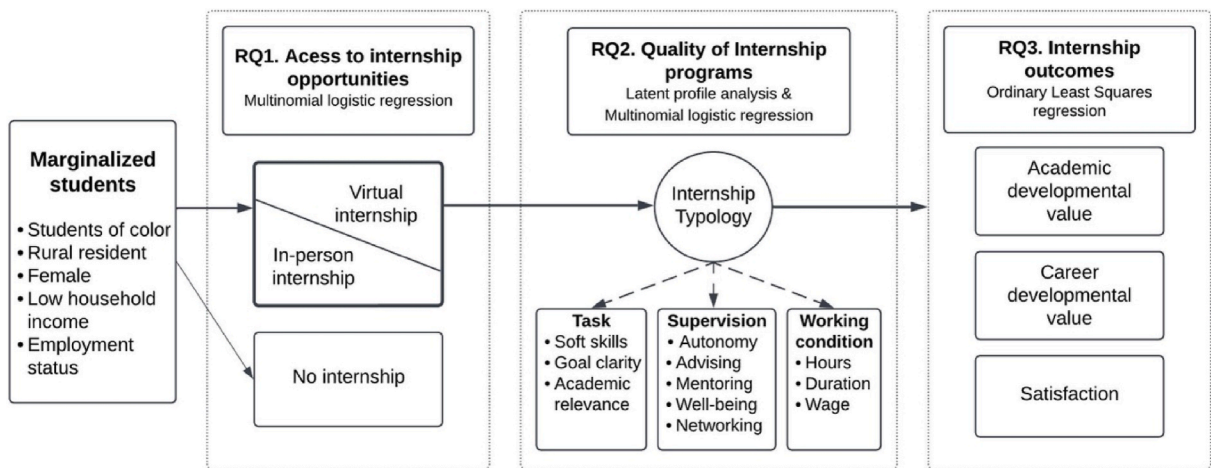 Marginalized
students
• Students of color
• Rural resident
• Female
• Low household
income
• Employment
status
RQ1. Acess to internship
opportunities
Multinomial logistic regression
Virtual
internship
In-person
internship
No internship
RQ2. Quality of Internship
programs
Latent profile analysis &
Multinomial logistic regression
Internship
Typology
Task
• Soft skills
• Goal clarity
• Academic
relevance
Supervision
• Autonomy
• Advising
• Mentoring
• Well-being
• Networking
Working
condition
• Hours
• Duration
• Wage
RQ3. Internship
outcomes
Ordinary Least Squares
regression
Academic
developmental
value
Career
developmental
value
Satisfaction